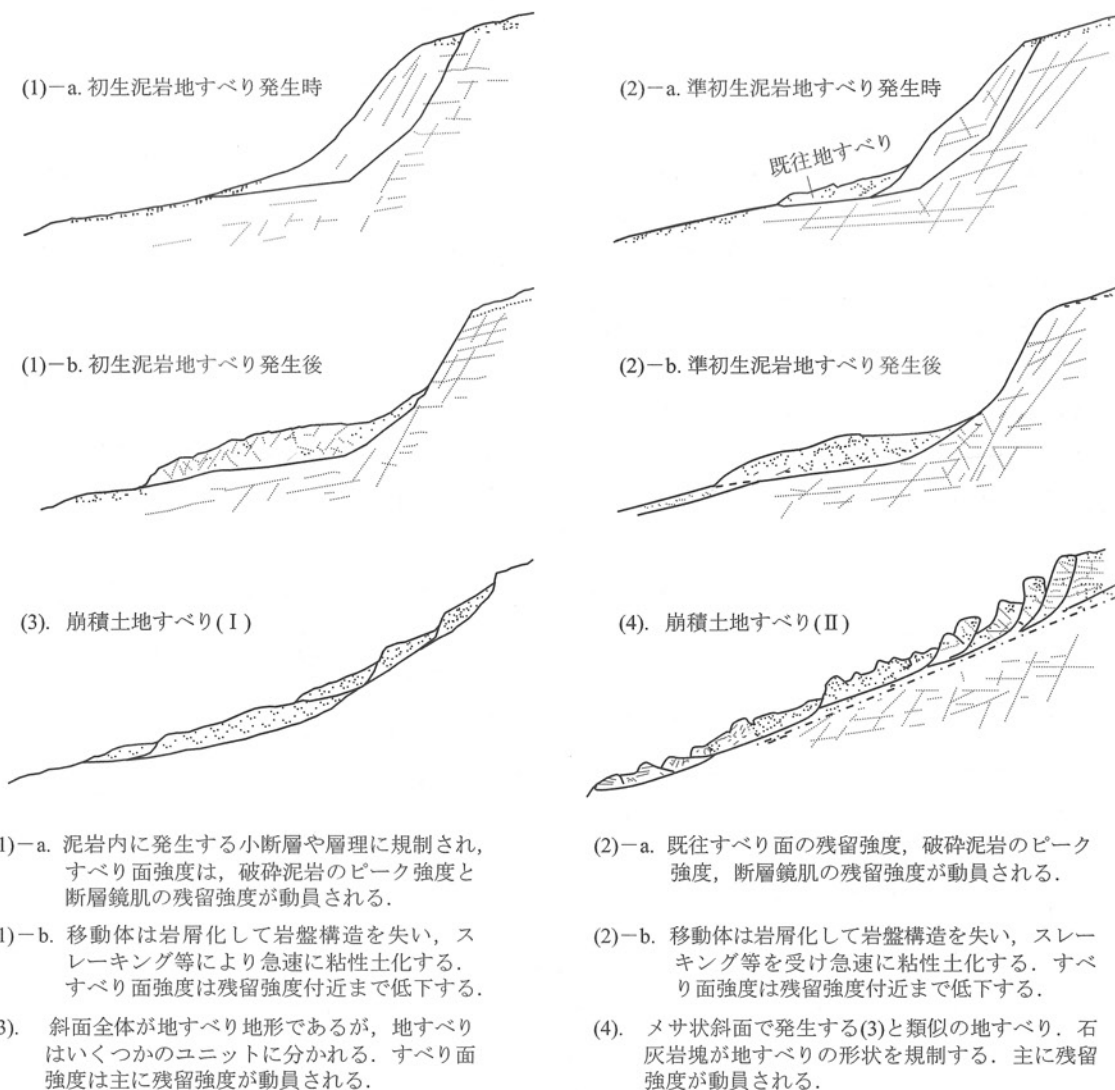 (1)－a. 初生泥岩地すべり発生時
(2)－a. 準初生泥岩地すべり発生時
既往地すべり
(1)－b. 初生泥岩地すべり発生後
(2)－b. 準初生泥岩地すべり発生後
(3). 崩積土地すべり(Ⅰ)
(4). 崩積土地すべり(Ⅱ)
1)－a. 泥岩内に発生する小断層や層理に規制され，
すべり面強度は，破砕泥岩のピーク強度と
断層鏡肌の残留強度が動員される．
1)－b. 移動体は岩屑化して岩盤構造を失い，ス
レーキング等により急速に粘性土化する．
すべり面強度は残留強度付近まで低下する．
3). 斜面全体が地すべり地形であるが，地すべり
はいくつかのユニットに分かれる．すべり面
強度は主に残留強度が動員される．
(2)－a. 既往すべり面の残留強度，破砕泥岩のピーク
強度，断層鏡肌の残留強度が動員される．
(2)－b. 移動体は岩屑化して岩盤構造を失い，スレー
キング等を受け急速に粘性土化する．すべ
り面強度は残留強度付近まで低下する．
(4). メサ状斜面で発生する(3)と類似の地すべり．石
灰岩塊が地すべりの形状を規制する．主に残留
強度が動員される．